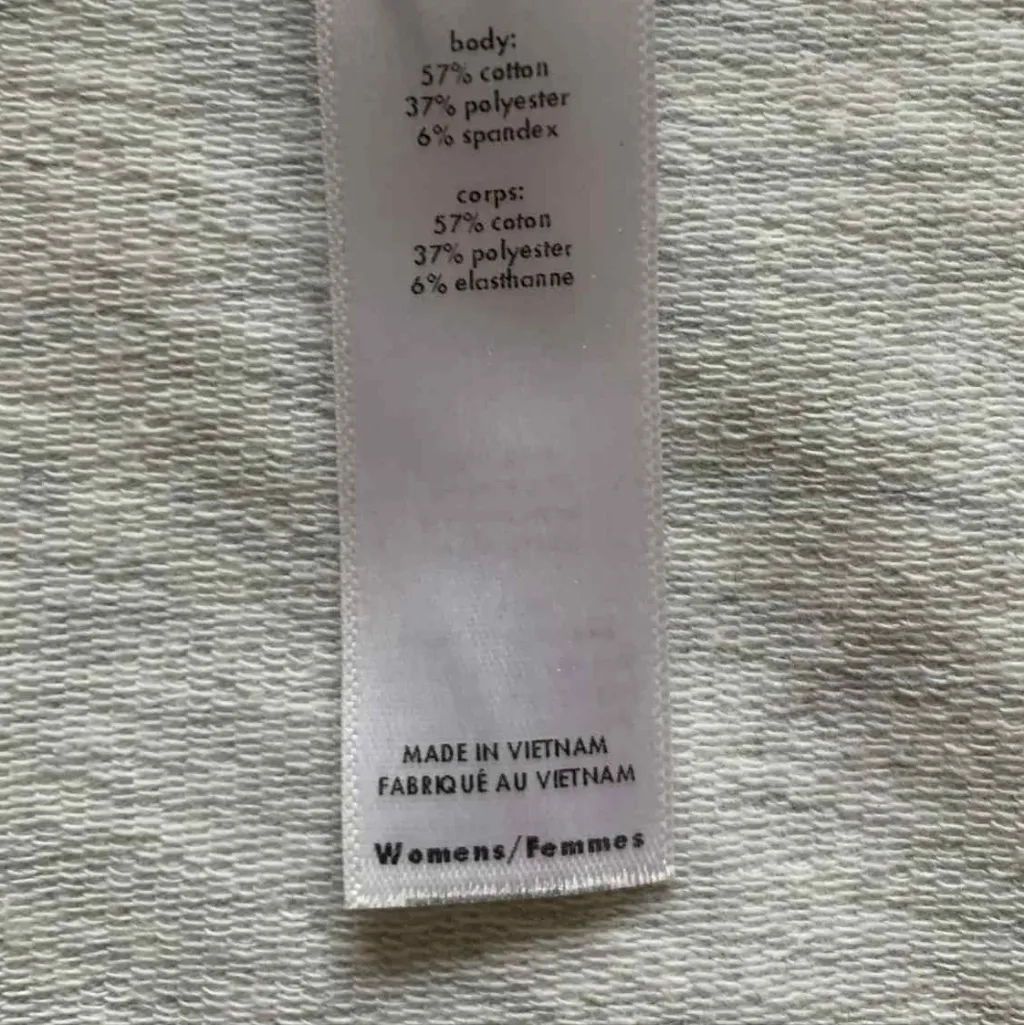 body:
57% cotton
37% polyester
6% spandex
corps:
57% coton
37% polyester
6% elasthanne
MADE IN VIETNAM
FABRIQUÉ AU VIETNAM
Womens/Femmes